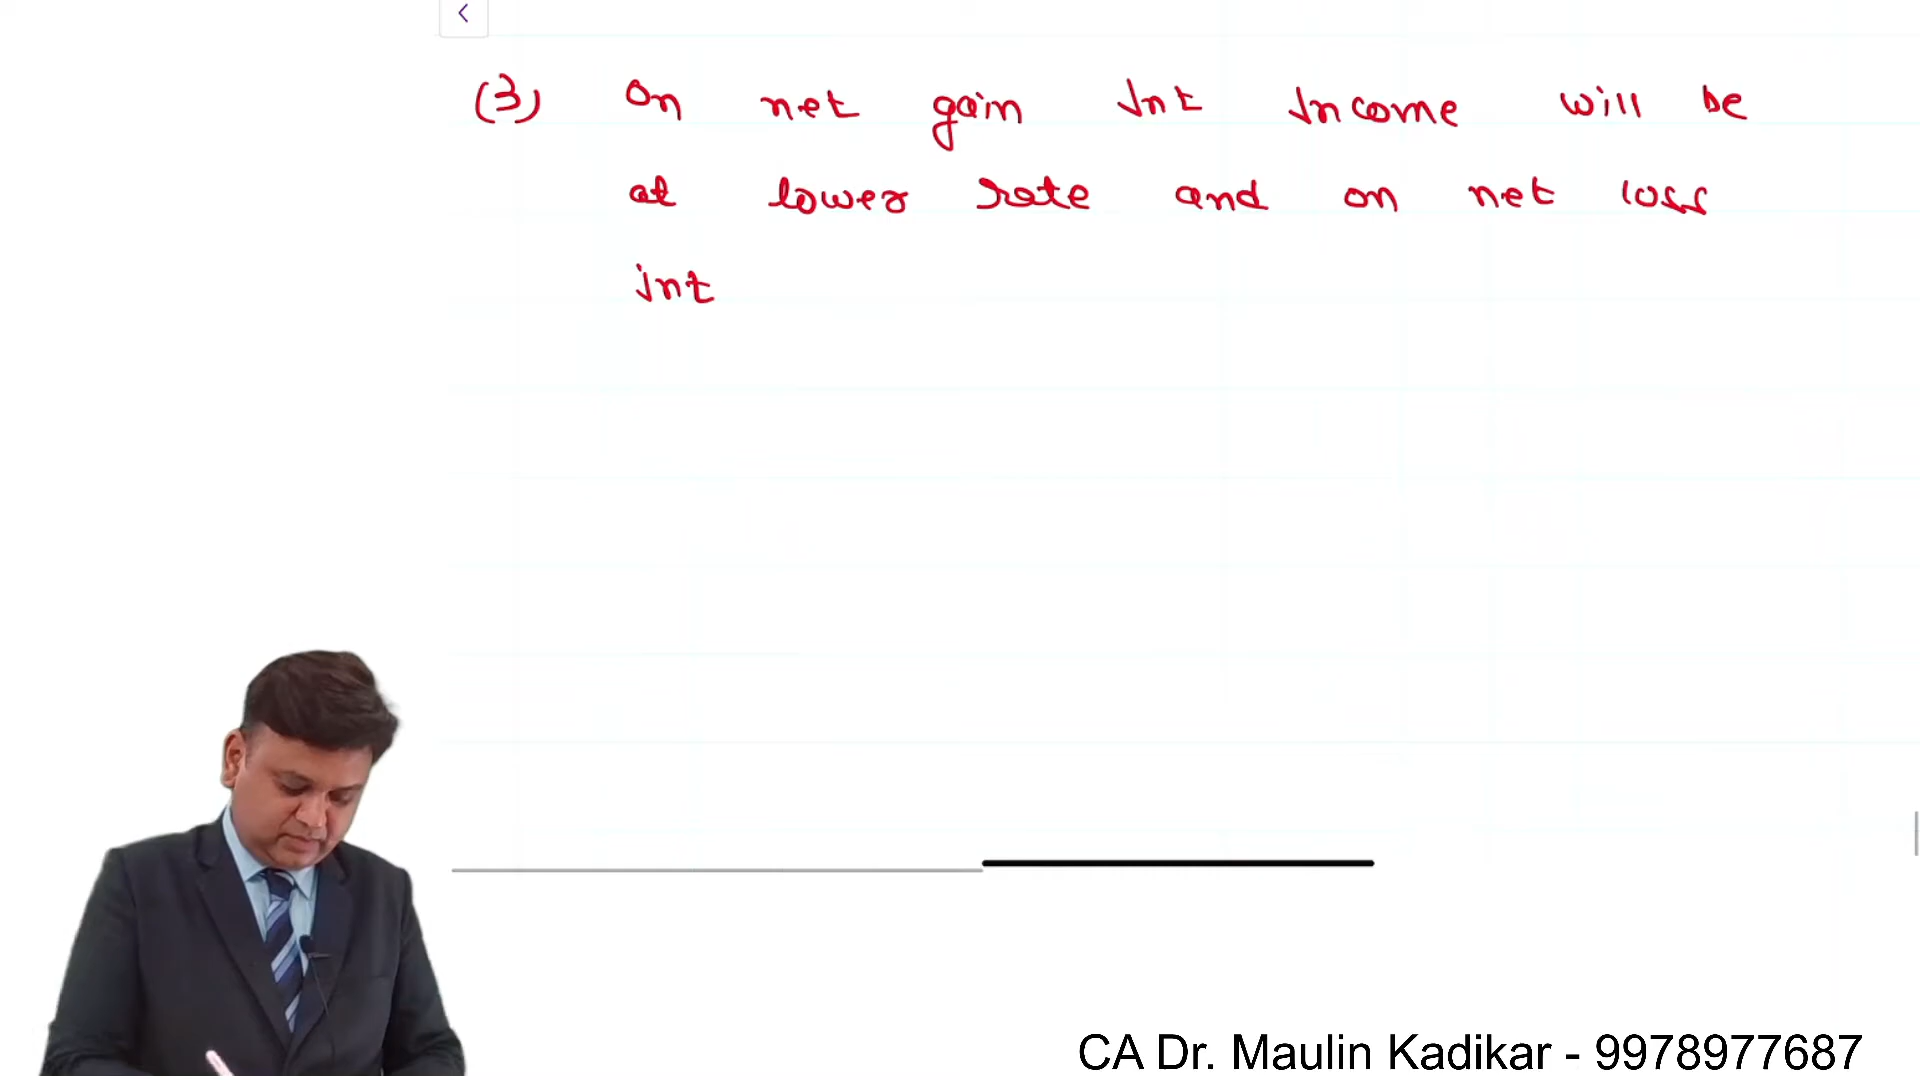 (3) On net gain Int Income will be
at lower rate and on net loss
int
CA Dr. Maulin Kadikar - 9978977687